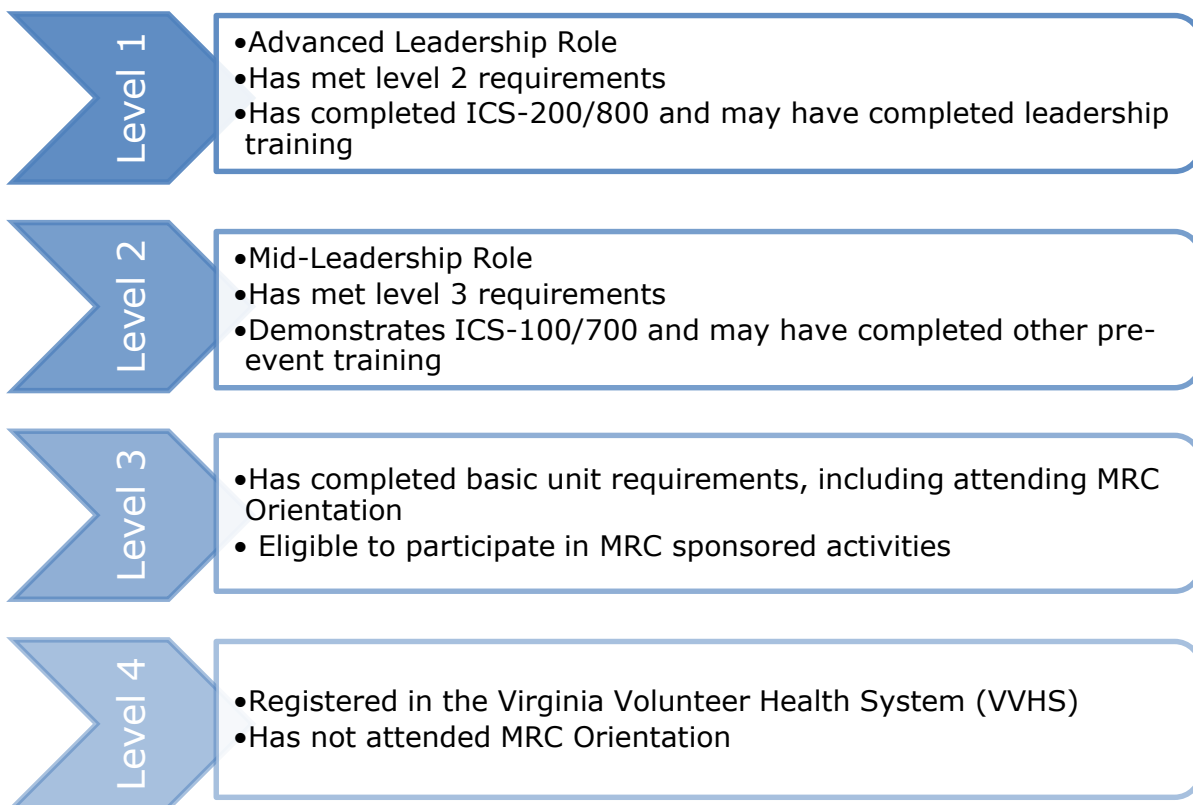 Level 1
•Advanced Leadership Role
•Has met level 2 requirements
•Has completed ICS-200/800 and may have completed leadership
training
Level 2
•Mid-Leadership Role
•Has met level 3 requirements
•Demonstrates ICS-100/700 and may have completed other pre-
event training
Level 3
•Has completed basic unit requirements, including attending MRC
Orientation
• Eligible to participate in MRC sponsored activities
Level 4
•Registered in the Virginia Volunteer Health System (VVHS)
•Has not attended MRC Orientation